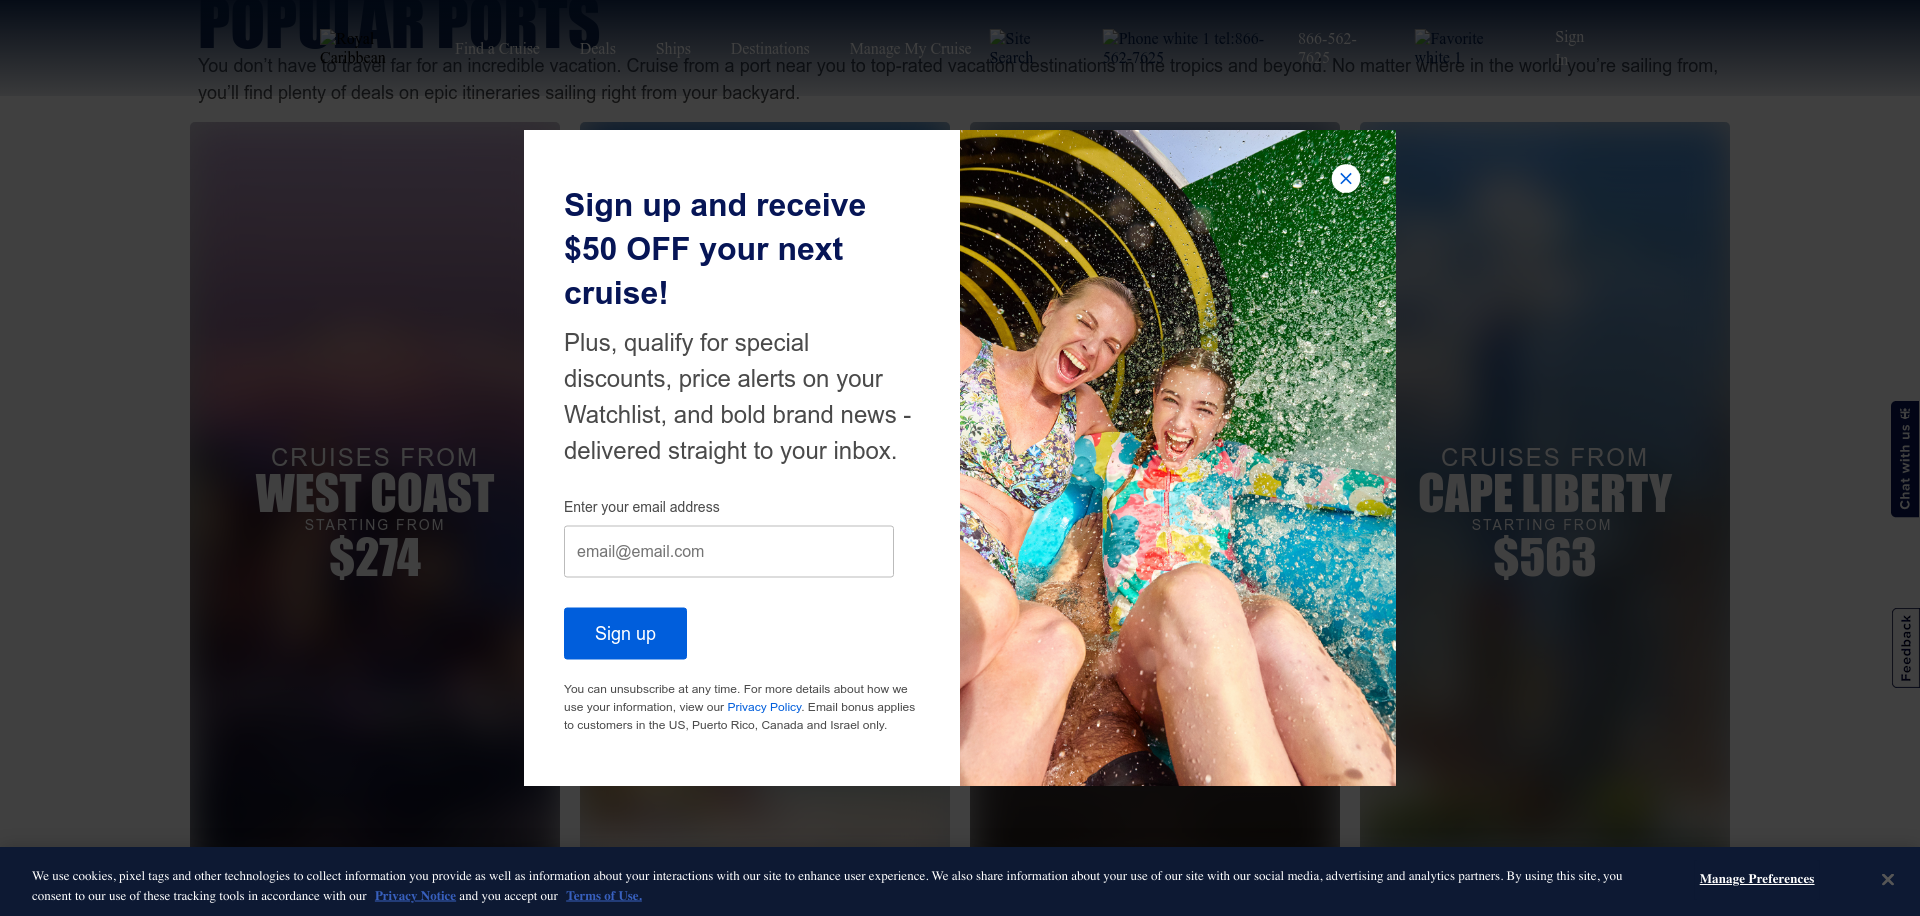 POPULAR PORTS
Royal
Caribbean
Find a Cruise
Deals
Ships
Destinations
Manage My Cruise
Site
Search
Phone white 1 tel:866-
562-7625
866-562-
7625
Favorite
white 1
Sign
In
You don’t have to travel far for an incredible vacation. Cruise from a port near you to top-rated vacation destinations in the tropics and beyond. No matter where in the world you’re sailing from,
you’ll find plenty of deals on epic itineraries sailing right from your backyard.
CRUISES FROM
WEST COAST
STARTING FROM
$274
Sign up and receive
$50 OFF your next
cruise!
Plus, qualify for special
discounts, price alerts on your
Watchlist, and bold brand news -
delivered straight to your inbox.
Enter your email address
email@email.com
Sign up
You can unsubscribe at any time. For more details about how we
use your information, view our Privacy Policy. Email bonus applies
to customers in the US, Puerto Rico, Canada and Israel only.
CRUISES FROM
CAPE LIBERTY
STARTING FROM
$563
Chat with us
Feedback
We use cookies, pixel tags and other technologies to collect information you provide as well as information about your interactions with our site to enhance user experience. We also share information about your use of our site with our social media, advertising and analytics partners. By using this site, you
consent to our use of these tracking tools in accordance with our Privacy Notice and you accept our Terms of Use.
Manage Preferences